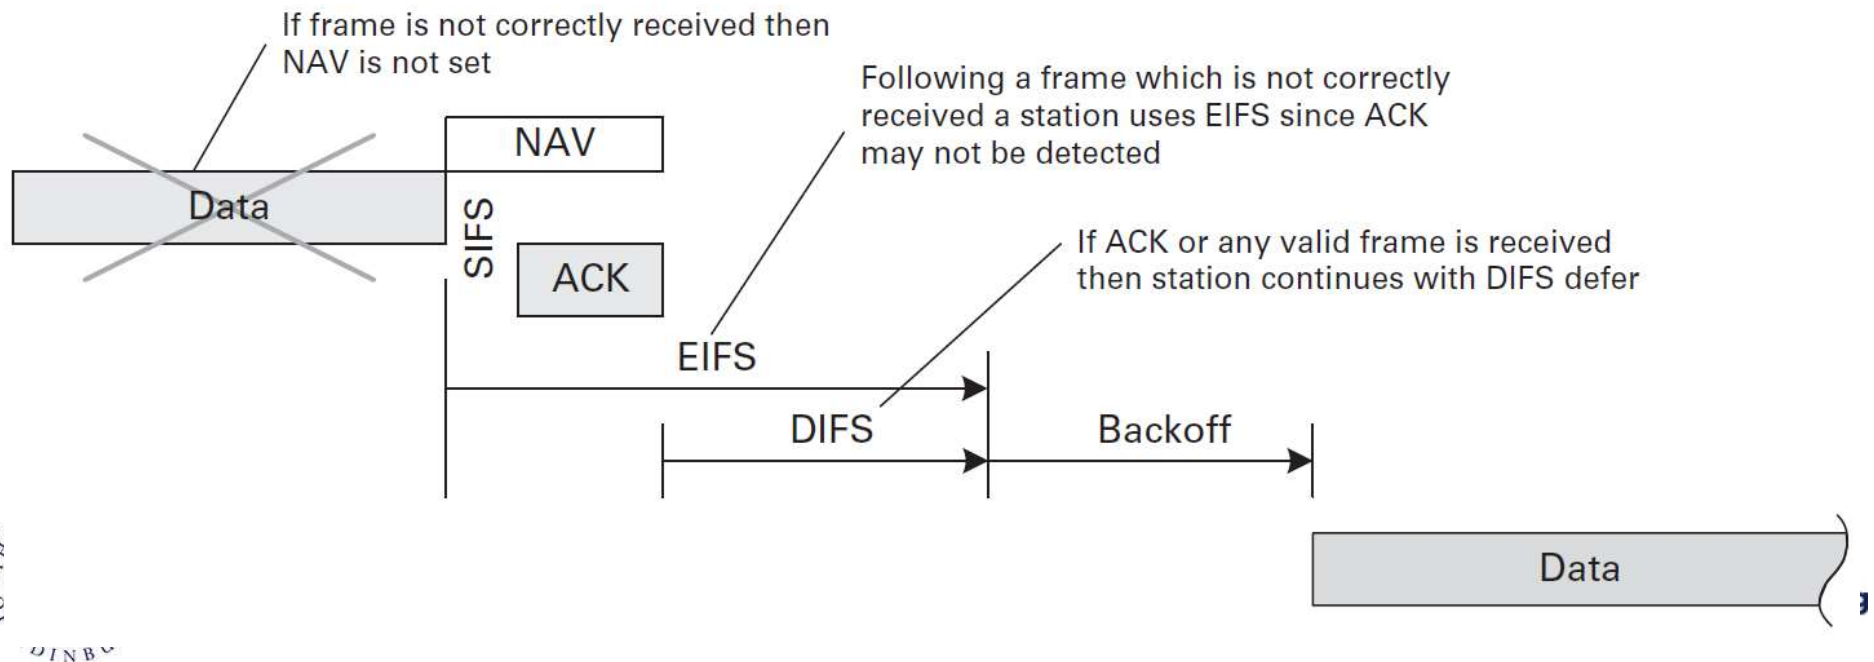 If frame is not correctly received then
NAV is not set
Following a frame which is not correctly
received a station uses EIFS since ACK
may not be detected
NAV
Data
SIFS
If ACK or any valid frame is received
then station continues with DIFS defer
ACK
EIFS
DIFS
Backoff
Data